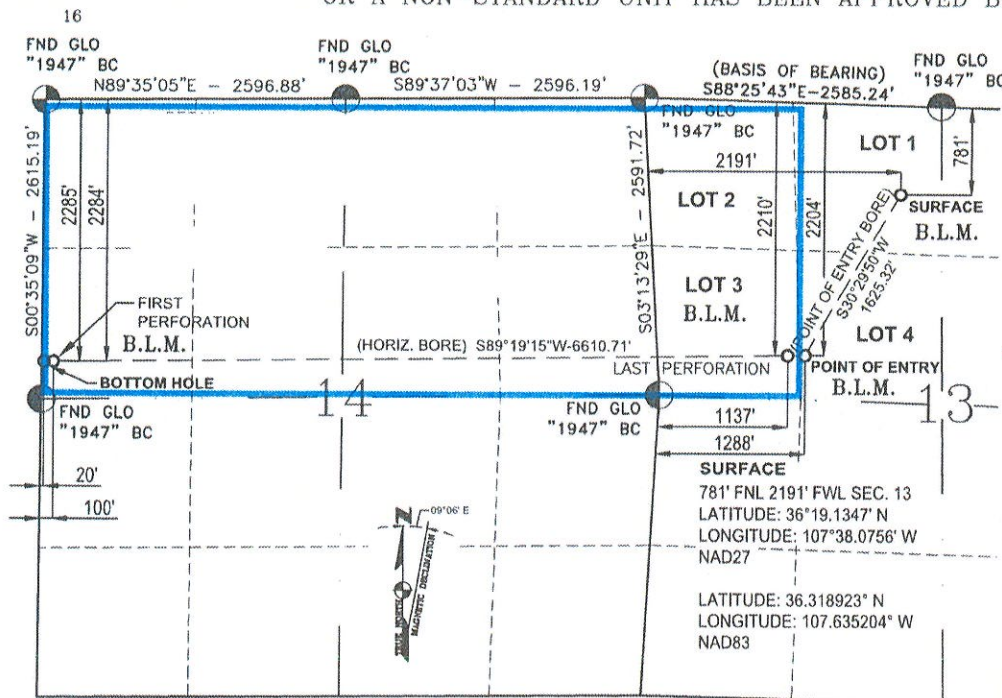 OR A NON-STANDARD UNIT HAS BEEN APPROVED B
16
FND GLO
"1947" BC
N89°35'05"E - 2596.88'
FND GLO
"1947" BC
S89°37'03"W - 2596.19'
(BASIS OF BEARING)
S88°25'43"E-2585.24'
FND GLO
"1947" BC
FND GLO
"1947" BC
S00°35'09"W - 2615.19'
2285'
2284'
S03°13'29"E - 2591.72'
2191'
LOT 1
781'
LOT 2
2210'
2204'
SURFACE
B.L.M.
(POINT OF ENTRY BORE)
S30°29'50"W
1625.32'
LOT 3
B.L.M.
LOT 4
FIRST
PERFORATION
B.L.M.
(HORIZ. BORE) S89°19'15"W-6610.71'
LAST PERFORATION
POINT OF ENTRY
B.L.M.
BOTTOM HOLE
14
13
FND GLO
"1947" BC
FND GLO
"1947" BC
1137'
1288'
20'
100'
SURFACE
781' FNL 2191' FWL SEC. 13
LATITUDE: 36°19.1347' N
LONGITUDE: 107°38.0756' W
NAD27
LATITUDE: 36.318923° N
LONGITUDE: 107.635204° W
NAD83
N
09°06' E
TRUE NORTH
MAGNETIC DECLINATION